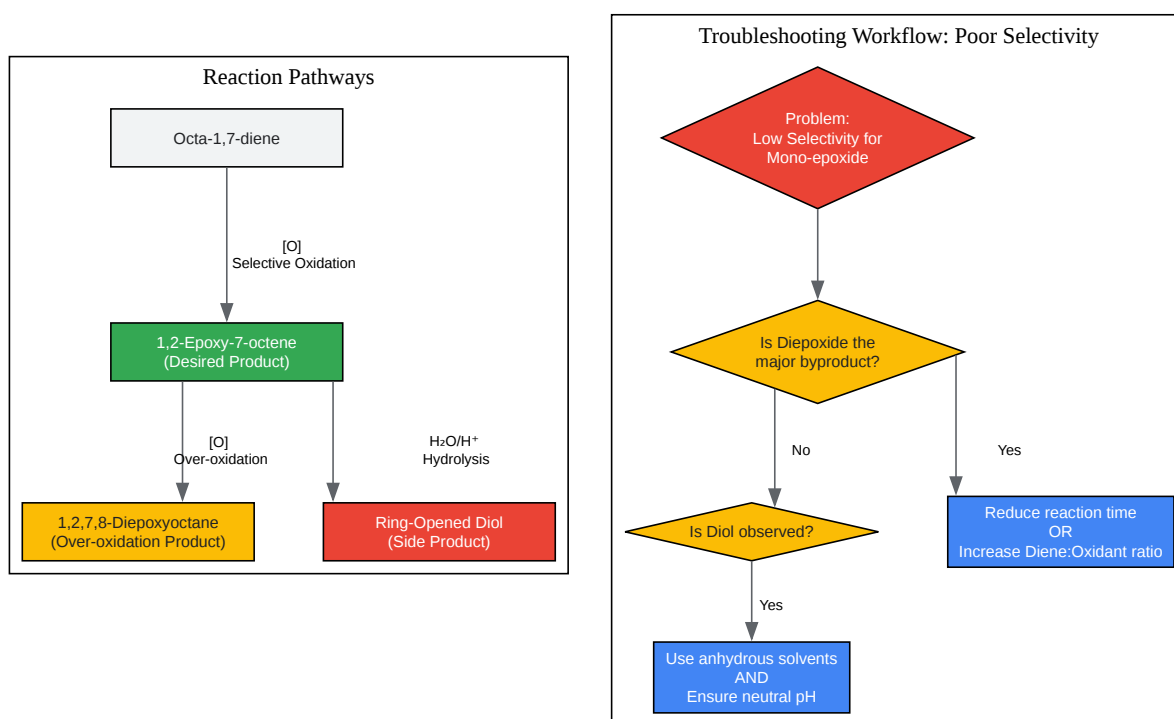 Reaction Pathways
Octa-1,7-diene
[O]
Selective Oxidation
1,2-Epoxy-7-octene
(Desired Product)
[O]
Over-oxidation
H₂O/H⁺
Hydrolysis
1,2,7,8-Diepoxyoctane
(Over-oxidation Product)
Ring-Opened Diol
(Side Product)
Troubleshooting Workflow: Poor Selectivity
Problem:
Low Selectivity for
Mono-epoxide
Is Diepoxide the
major byproduct?
No
Yes
Is Diol observed?
Reduce reaction time
OR
Increase Diene:Oxidant ratio
Yes
Use anhydrous solvents
AND
Ensure neutral pH